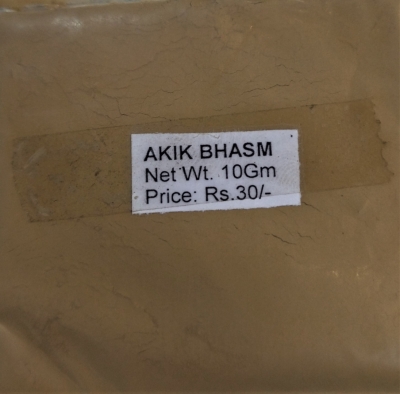 AKIK BHASM
Net Wt. 10Gm
Price: Rs.30/-